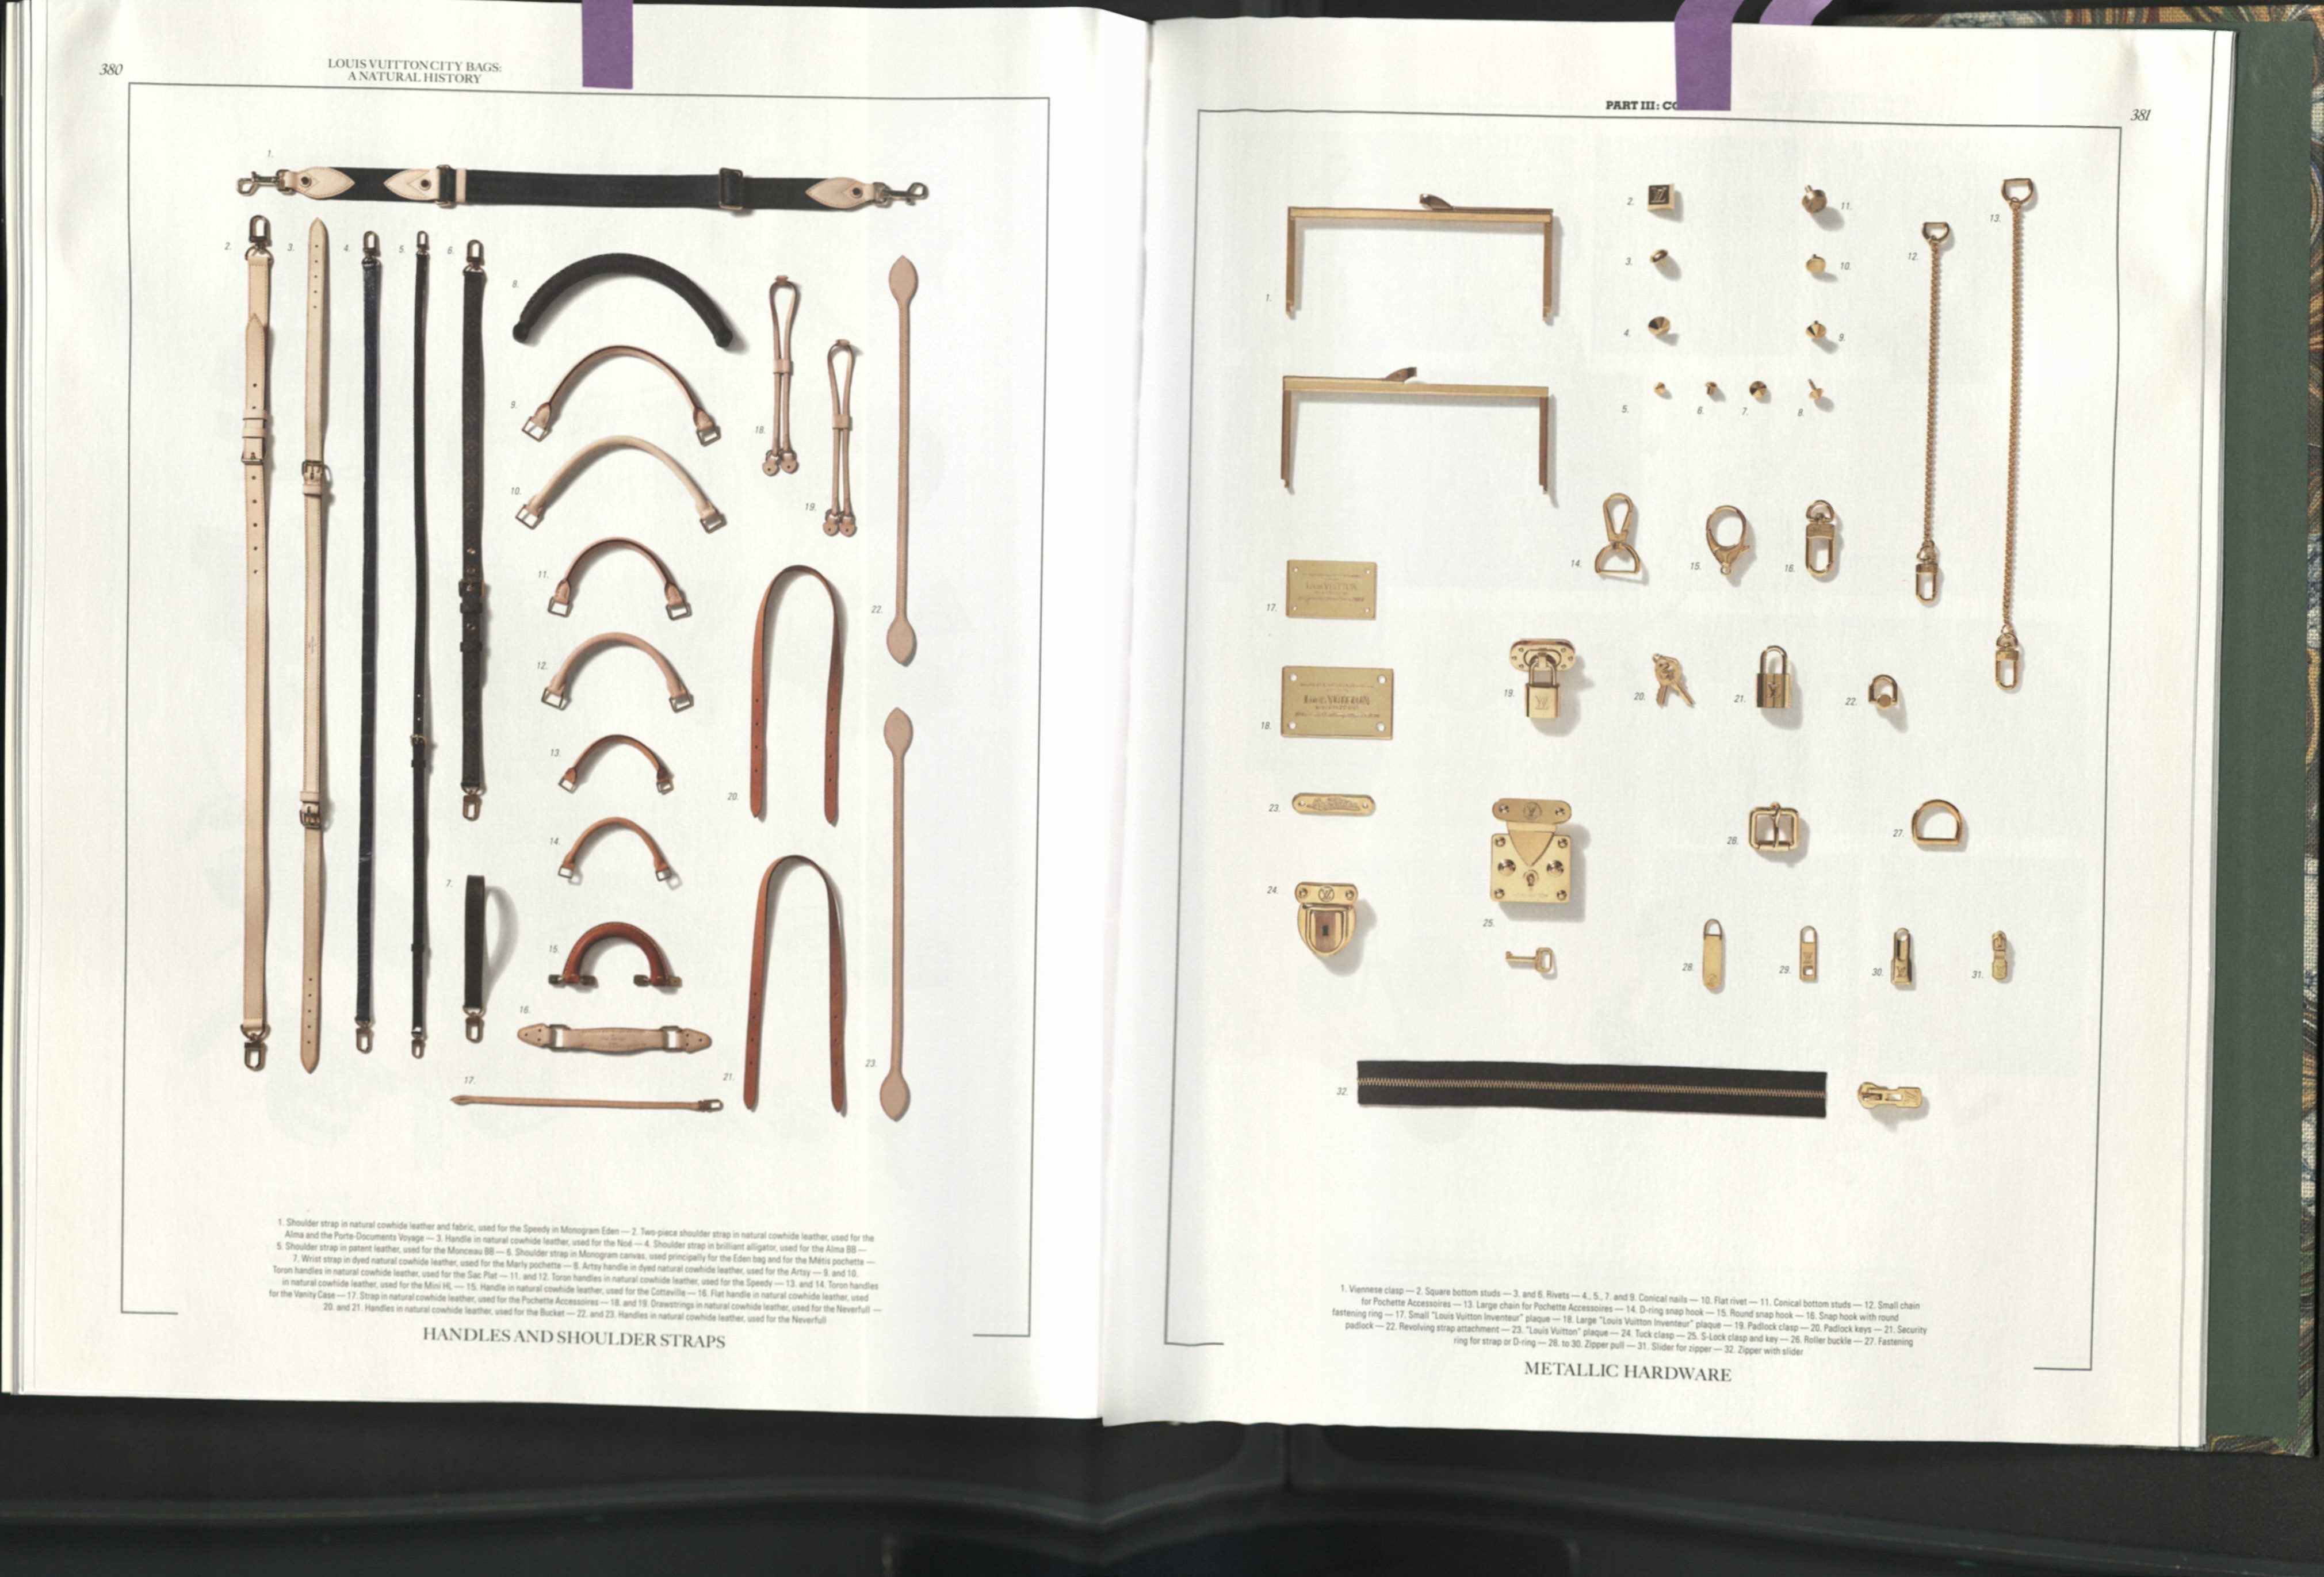 380
LOUIS VUITTON CITY BAGS:
A NATURAL HISTORY
1.
2.
3.
4.
5.
6.
8.
9.
10.
11.
12.
13.
14.
7.
15.
16.
17.
18.
19.
20.
21.
22.
23.
1. Shoulder strap in natural cowhide leather and fabric, used for the Speedy in Monogram Eden — 2. Two-piece shoulder strap in natural cowhide leather, used for the
Alma and the Porte-Documents Voyage — 3. Handle in natural cowhide leather, used for the Noé — 4. Shoulder strap in brilliant alligator, used for the Alma BB —
5. Shoulder strap in patent leather, used for the Monceau BB — 6. Shoulder strap in Monogram canvas, used principally for the Eden bag and for the Métis pochette —
7. Wrist strap in dyed natural cowhide leather, used for the Marly pochette — 8. Artsy handle in dyed natural cowhide leather, used for the Artsy — 9. and 10.
Toron handles in natural cowhide leather, used for the Sac Plat — 11. and 12. Toron handles in natural cowhide leather, used for the Speedy — 13. and 14. Toron handles
in natural cowhide leather, used for the Mini HL — 15. Handle in natural cowhide leather, used for the Cotteville — 16. Flat handle in natural cowhide leather, used
for the Vanity Case — 17. Strap in natural cowhide leather, used for the Pochette Accessoires — 18. and 19. Drawstrings in natural cowhide leather, used for the Neverfull —
20. and 21. Handles in natural cowhide leather, used for the Bucket — 22. and 23. Handles in natural cowhide leather, used for the Neverfull
HANDLES AND SHOULDER STRAPS
PART III: CO
381
1.
2.
3.
4.
5.
6.
7.
8.
9.
10.
11.
12.
13.
14.
15.
16.
17.
LOUIS VUITTON
18.
LOUIS VUITTON
19.
20.
21.
22.
23.
24.
25.
26.
27.
28.
29.
30.
31.
32.
1. Viennese clasp — 2. Square bottom studs — 3. and 6. Rivets — 4., 5., 7. and 9. Conical nails — 10. Flat rivet — 11. Conical bottom studs — 12. Small chain
for Pochette Accessoires — 13. Large chain for Pochette Accessoires — 14. D-ring snap hook — 15. Round snap hook — 16. Snap hook with round
fastening ring — 17. Small "Louis Vuitton Inventeur" plaque — 18. Large "Louis Vuitton Inventeur" plaque — 19. Padlock clasp — 20. Padlock keys — 21. Security
padlock — 22. Revolving strap attachment — 23. "Louis Vuitton" plaque — 24. Tuck clasp — 25. S-Lock clasp and key — 26. Roller buckle — 27. Fastening
ring for strap or D-ring — 28. to 30. Zipper pull — 31. Slider for zipper — 32. Zipper with slider
METALLIC HARDWARE